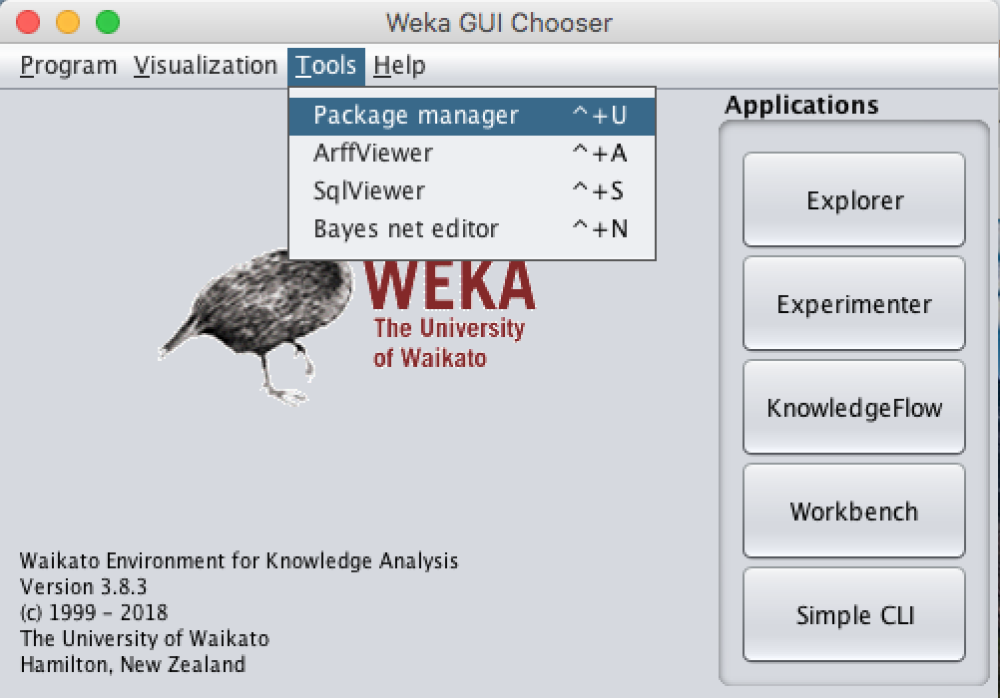 Weka GUI Chooser
Program Visualization Tools Help
Package manager ^+U
ArffViewer ^+A
SqlViewer ^+S
Bayes net editor ^+N
WEKA
The University
of Waikato
Waikato Environment for Knowledge Analysis
Version 3.8.3
(c) 1999 – 2018
The University of Waikato
Hamilton, New Zealand
Applications
Explorer
Experimenter
KnowledgeFlow
Workbench
Simple CLI